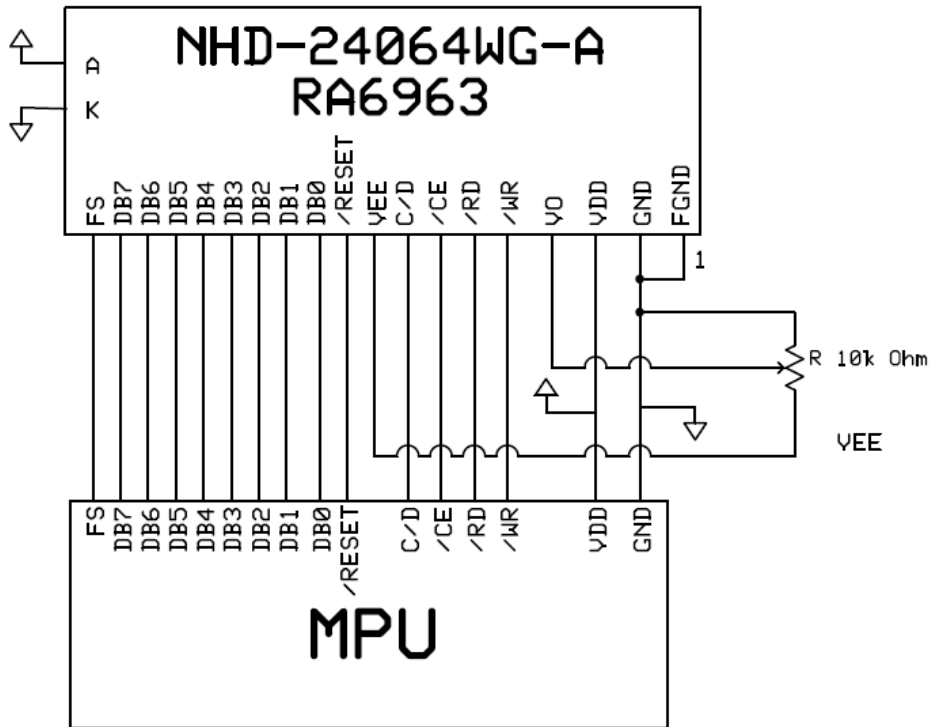 NHD-24064WG-A
RA6963
A
K
FS
DB7
DB6
DB5
DB4
DB3
DB2
DB1
DB0
/RESET
VEE
C/D
/CE
/RD
/WR
VO
VDD
GND
FGND
1
R 10k Ohm
VEE
FS
DB7
DB6
DB5
DB4
DB3
DB2
DB1
DB0
/RESET
C/D
/CE
/RD
/WR
VDD
GND
MPU